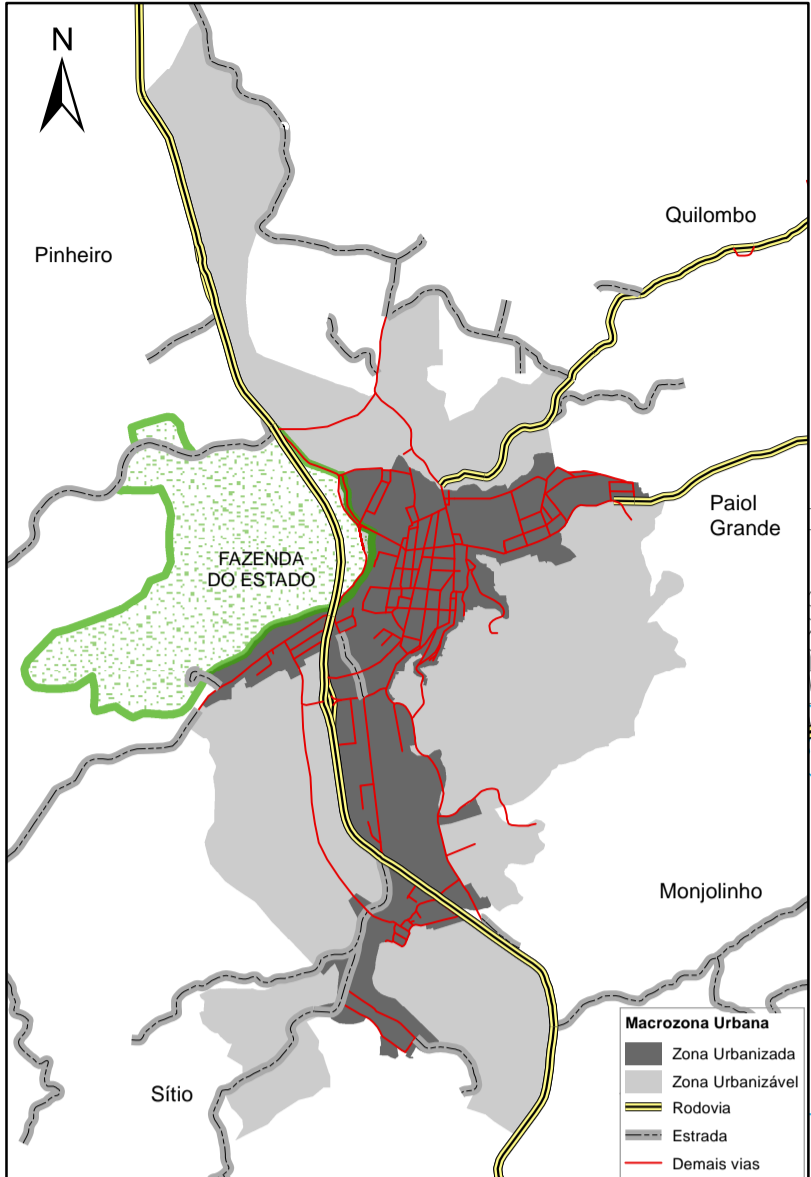 N
Quilombo
Pinheiro
Paiol
Grande
FAZENDA
DO ESTADO
Monjolinho
Sítio
Macrozona Urbana
Zona Urbanizada
Zona Urbanizável
Rodovia
Estrada
Demais vias